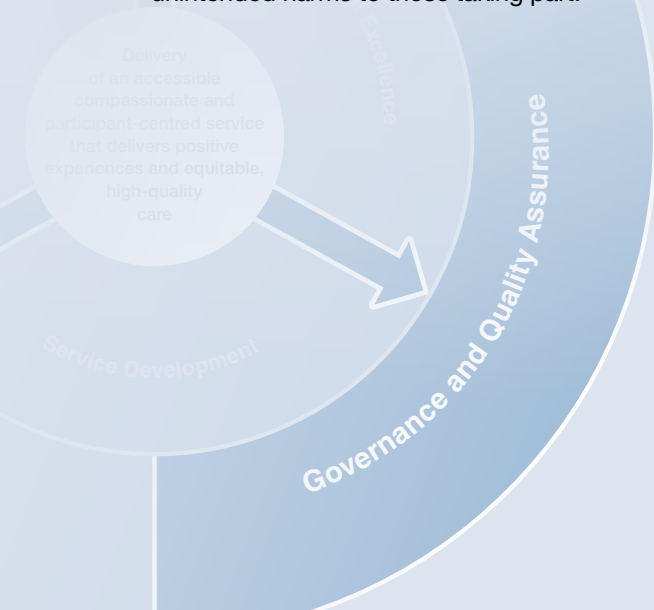 unintended harms to those taking part.
Delivery
of an accessible
compassionate and
participant-centred service
that delivers positive
experiences and equitable,
high-quality
care
Excellence
Governance and Quality Assurance
Service Development